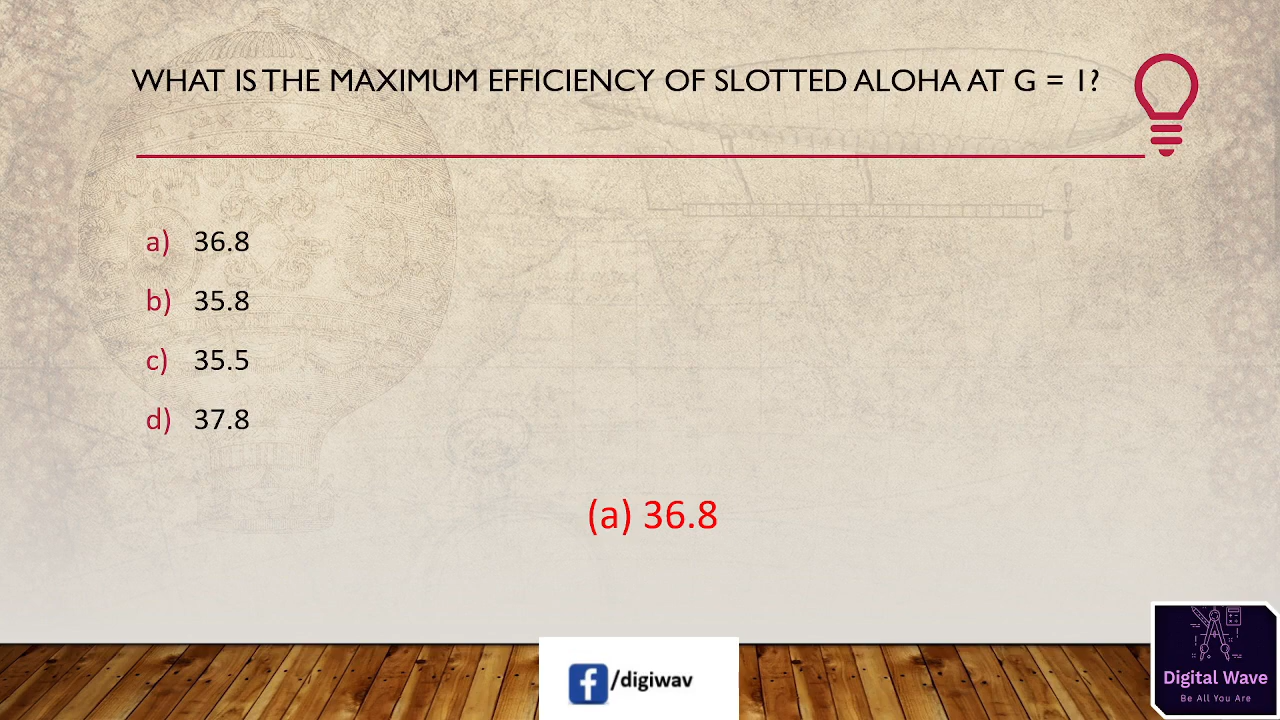 WHAT IS THE MAXIMUM EFFICIENCY OF SLOTTED ALOHA AT G = 1?
a) 36.8
b) 35.8
c) 35.5
d) 37.8
(a) 36.8
f/digiwav
Digital Wave
Be All You Are